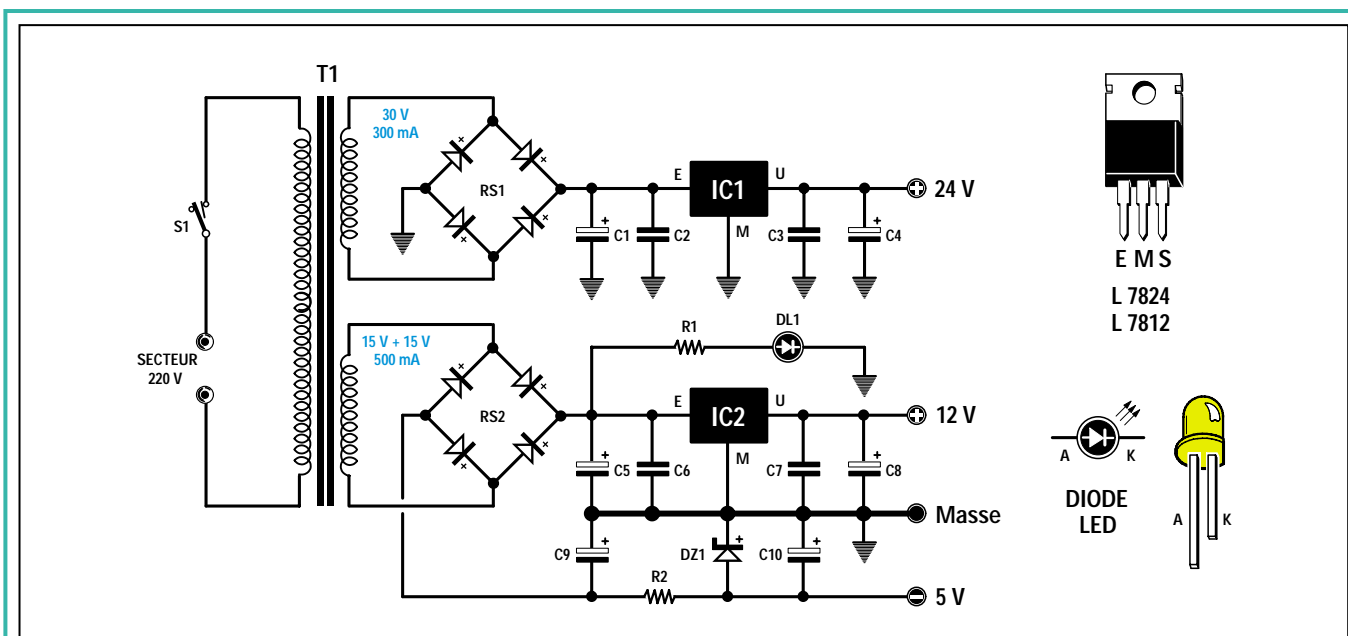 T1
30 V
300 mA
RS1
E
IC1
U
M
24 V
C1
C2
C3
C4
S1
SECTEUR
220 V
15 V + 15 V
500 mA
RS2
R1
DL1
E
IC2
U
M
12 V
C5
C6
C7
C8
Masse
C9
DZ1
C10
R2
5 V
E M S
L 7824
L 7812
A
K
DIODE
LED
A
K